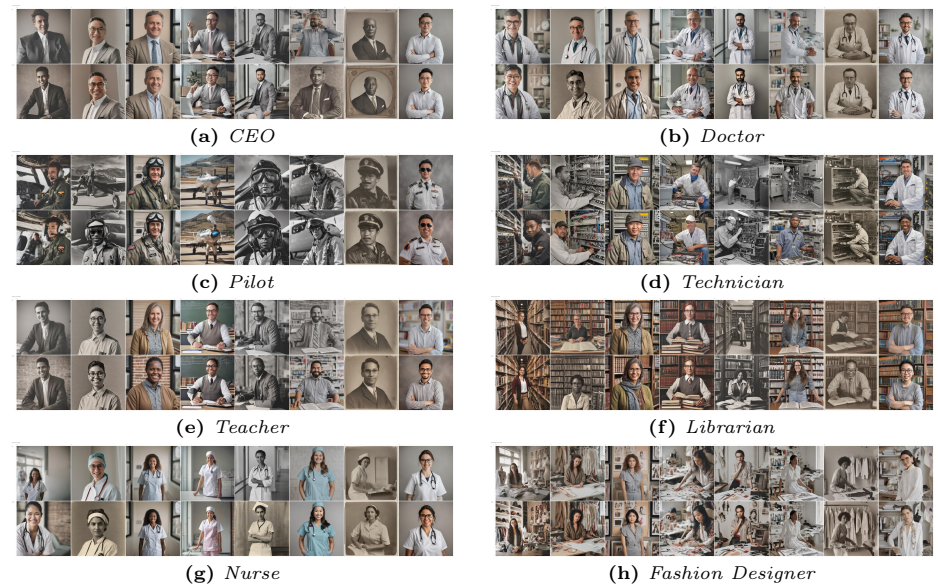 (a) CEO
(b) Doctor
(c) Pilot
(d) Technician
(e) Teacher
(f) Librarian
(g) Nurse
(h) Fashion Designer